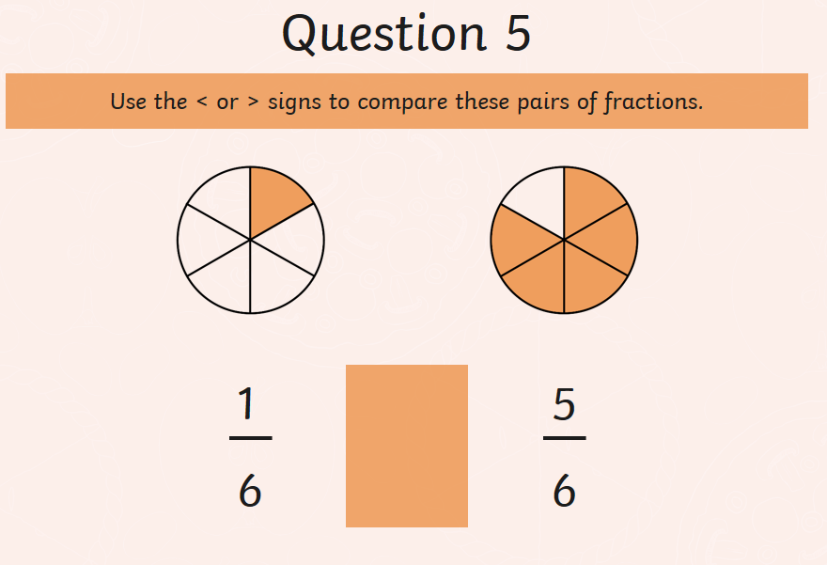 Question 5
Use the < or > signs to compare these pairs of fractions.
1 5
6 6